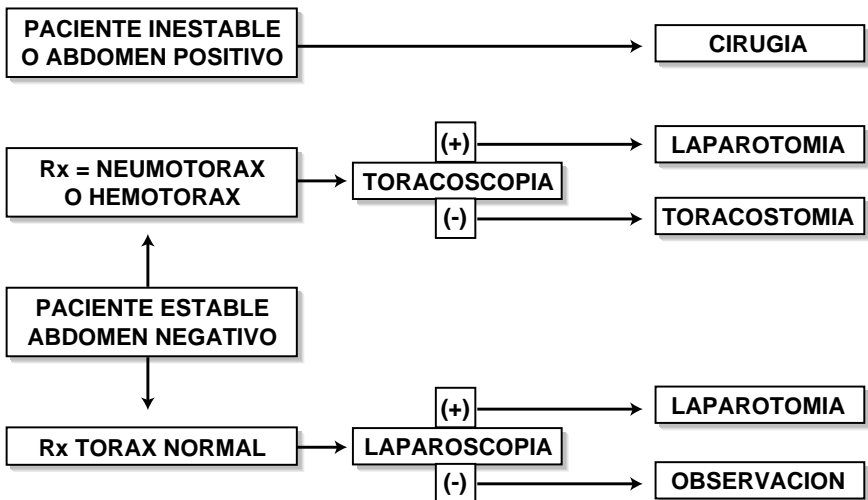 PACIENTE INESTABLE
O ABDOMEN POSITIVO
CIRUGIA
Rx = NEUMOTORAX
O HEMOTORAX
(+)
TORACOSCOPIA
(-)
LAPAROTOMIA
TORACOSTOMIA
PACIENTE ESTABLE
ABDOMEN NEGATIVO
Rx TORAX NORMAL
(+)
LAPAROSCOPIA
(-)
LAPAROTOMIA
OBSERVACION